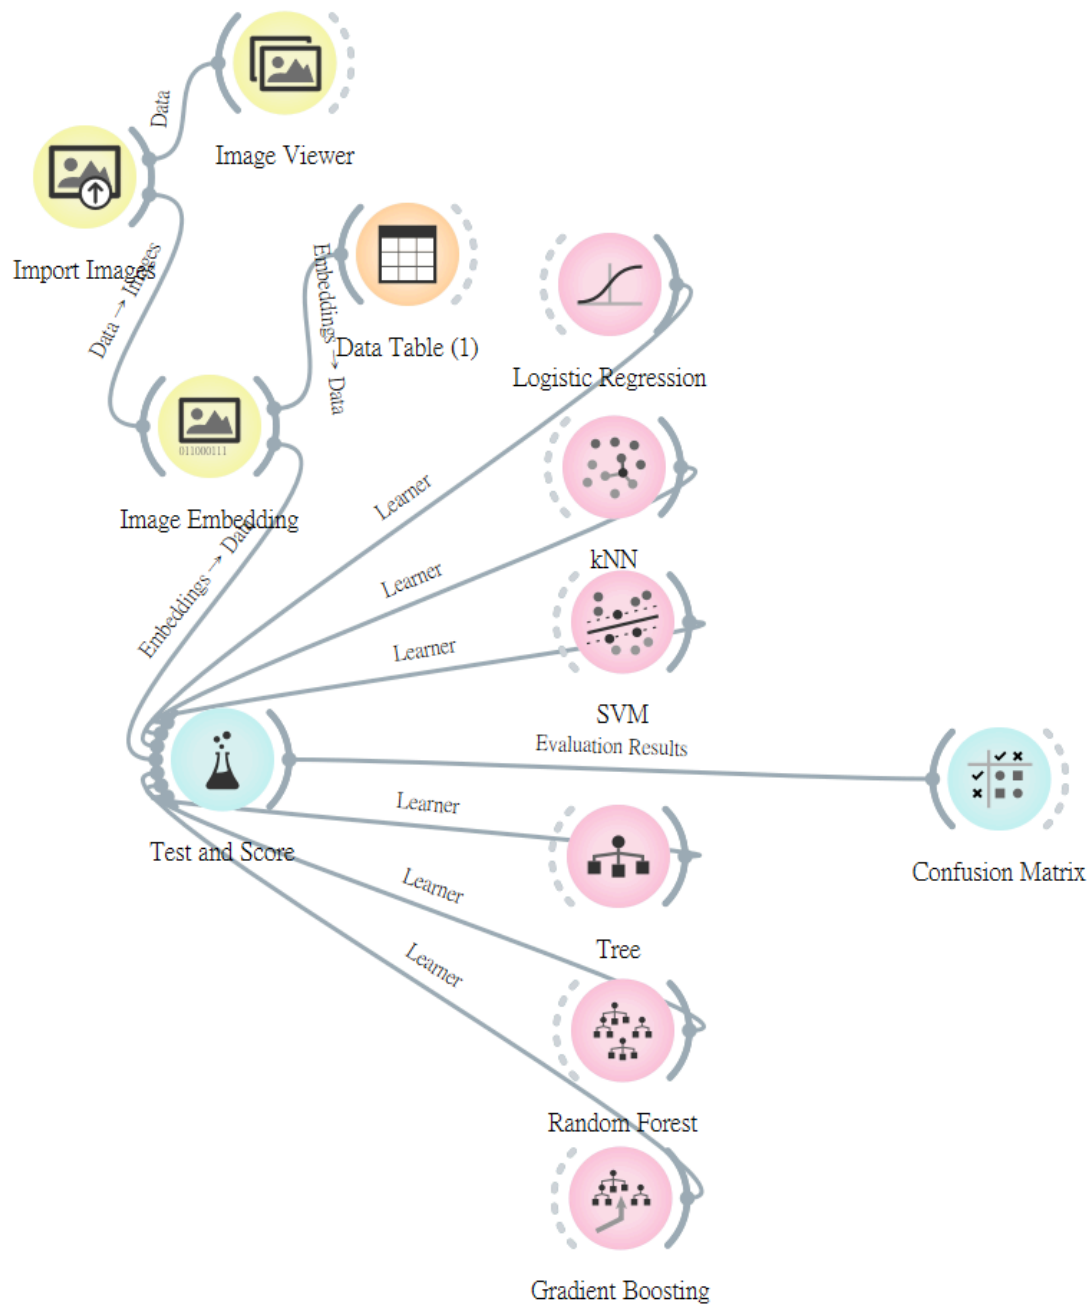 Image Viewer
Data
Import Images
Data → Images
Embeddings → Data
Data Table (1)
Logistic Regression
011000111
Image Embedding
Learner
kNN
Learner
Embeddings → Data
Learner
SVM
Evaluation Results
Test and Score
Learner
Confusion Matrix
Learner
Tree
Learner
Random Forest
Gradient Boosting